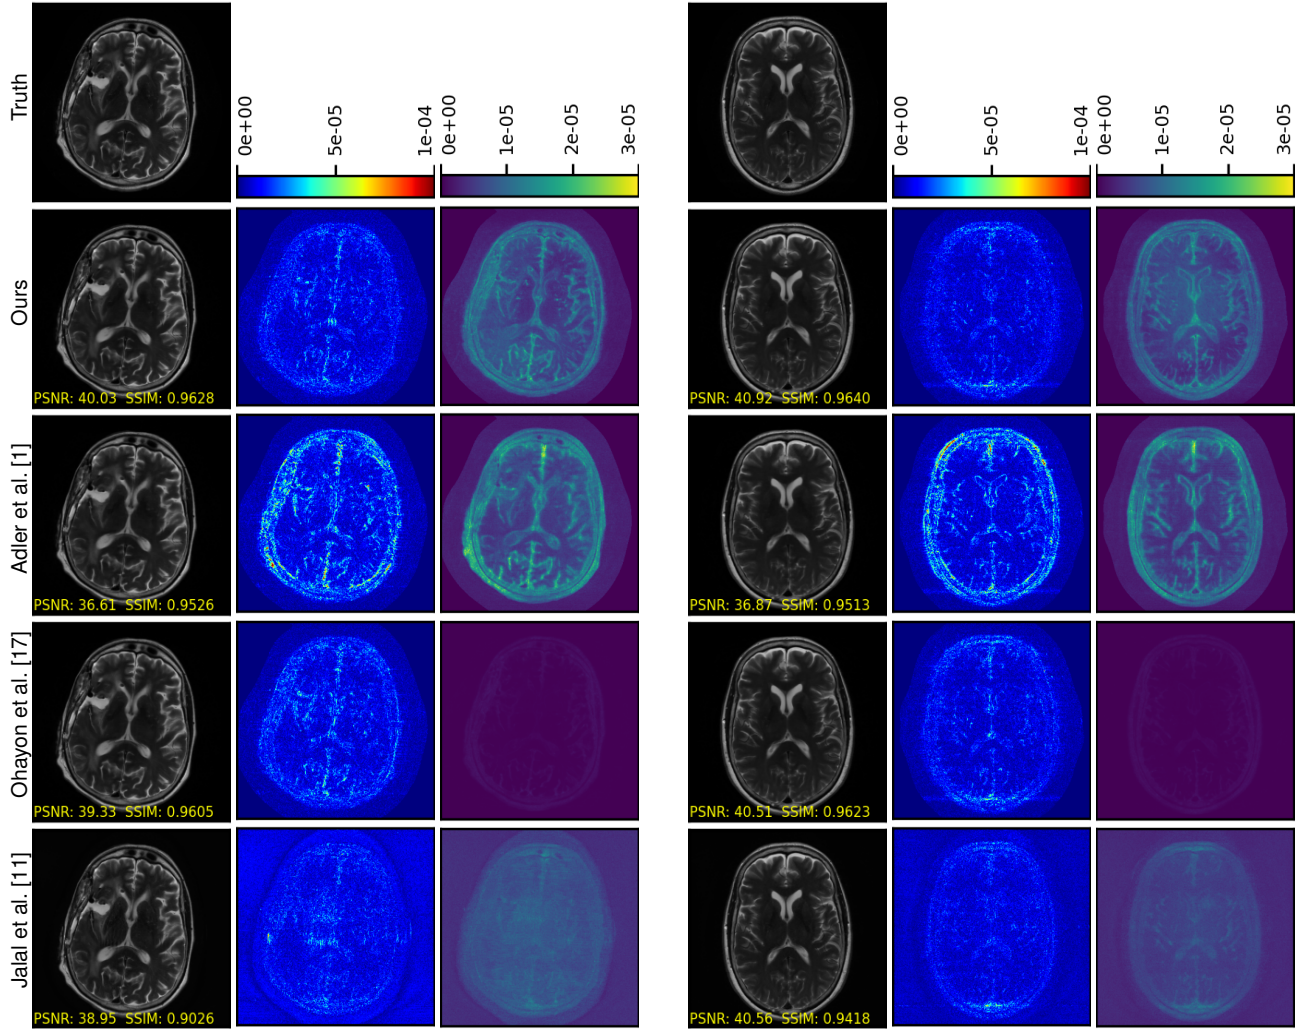 Truth
0e+00
5e-05
1e-04
0e+00
1e-05
2e-05
3e-05
0e+00
5e-05
1e-04
0e+00
1e-05
2e-05
3e-05
Ours
PSNR: 40.03 SSIM: 0.9628
PSNR: 40.92 SSIM: 0.9640
Adler et al. [1]
PSNR: 36.61 SSIM: 0.9526
PSNR: 36.87 SSIM: 0.9513
Ohayon et al. [17]
PSNR: 39.33 SSIM: 0.9605
PSNR: 40.51 SSIM: 0.9623
Jalal et al. [11]
PSNR: 38.95 SSIM: 0.9026
PSNR: 40.56 SSIM: 0.9418